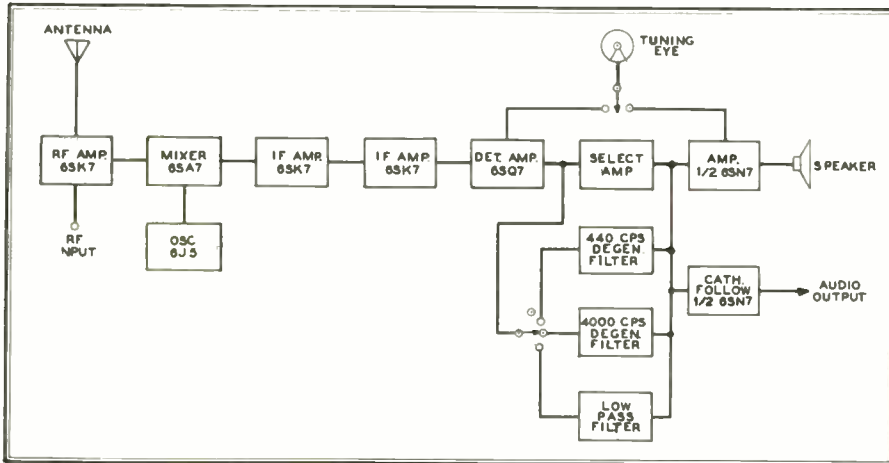 ANTENNA
TUNING
EYE
RF AMP.
6SK7
MIXER
6SA7
IF AMP.
6SK7
IF AMP.
6SK7
DET. AMP.
6SQ7
SELECT
AMP
AMP.
1/2 6SN7
SPEAKER
RF
NPUT
OSC
6J5
440 CPS
DEGEN.
FILTER
4000 CPS
DEGEN.
FILTER
CATH.
FOLLOW
1/2 6SN7
AUDIO
OUTPUT
LOW
PASS
FILTER